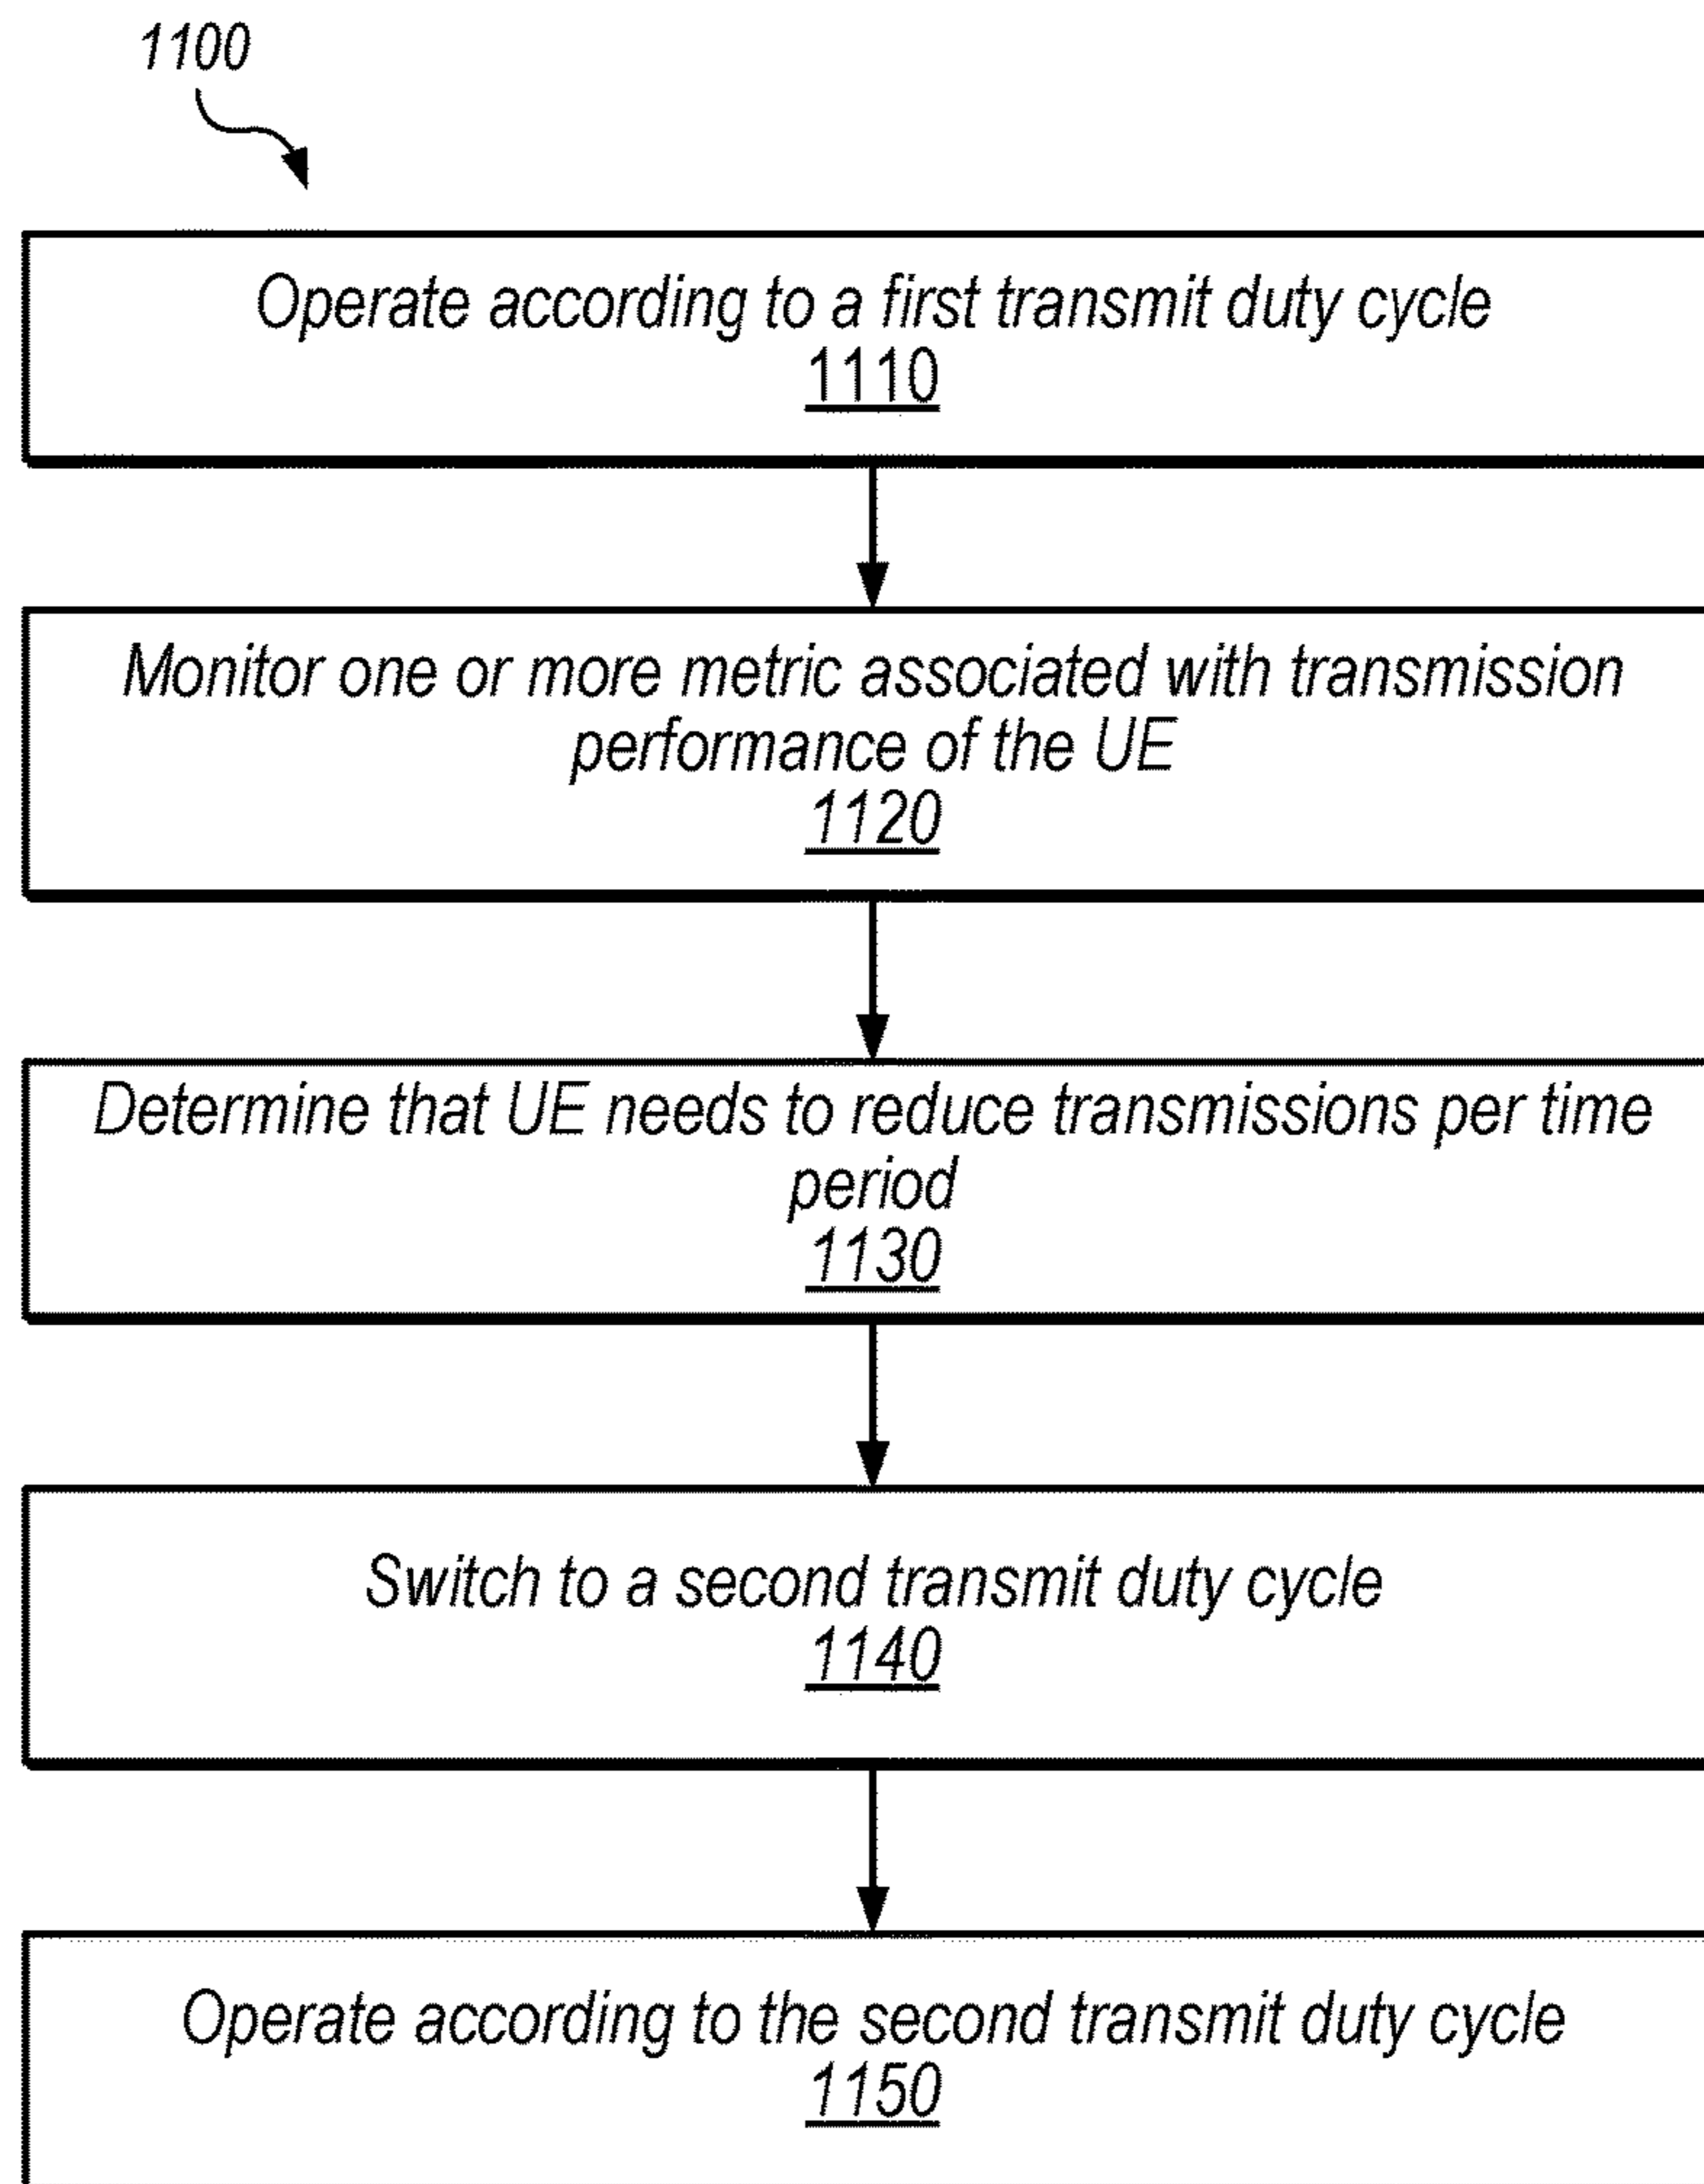 1100
Operate according to a first transmit duty cycle
1110
Monitor one or more metric associated with transmission
performance of the UE
1120
Determine that UE needs to reduce transmissions per time
period
1130
Switch to a second transmit duty cycle
1140
Operate according to the second transmit duty cycle
1150